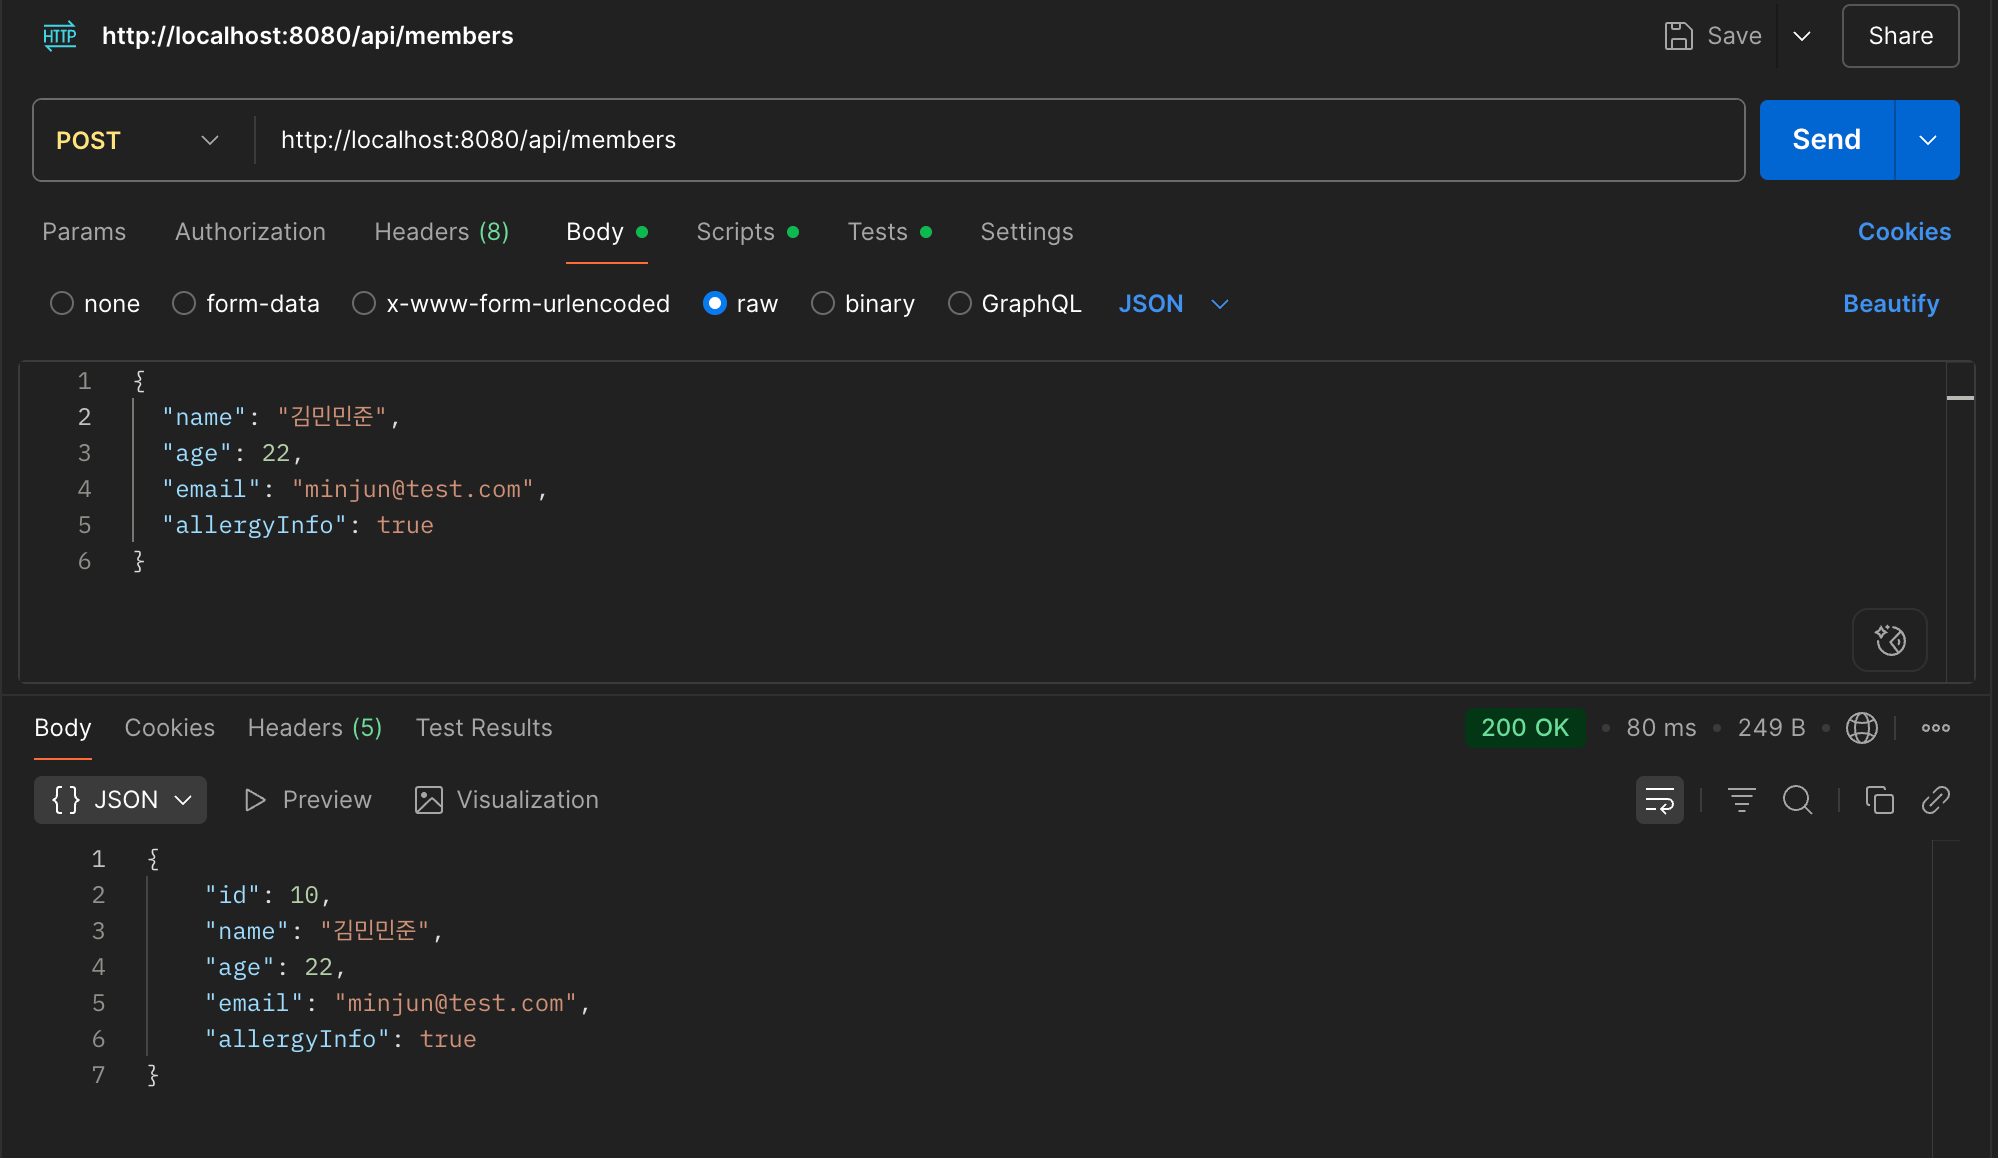 HTTP http://localhost:8080/api/members Save Share
POST http://localhost:8080/api/members Send
Params Authorization Headers (8) Body Scripts Tests Settings Cookies
none form-data x-www-form-urlencoded raw binary GraphQL JSON Beautify
1 {
2 "name": "김민민준",
3 "age": 22,
4 "email": "minjun@test.com",
5 "allergyInfo": true
6 }
Body Cookies Headers (5) Test Results 200 OK • 80 ms • 249 B •
{} JSON Preview Visualization
1 {
2 "id": 10,
3 "name": "김민민준",
4 "age": 22,
5 "email": "minjun@test.com",
6 "allergyInfo": true
7 }